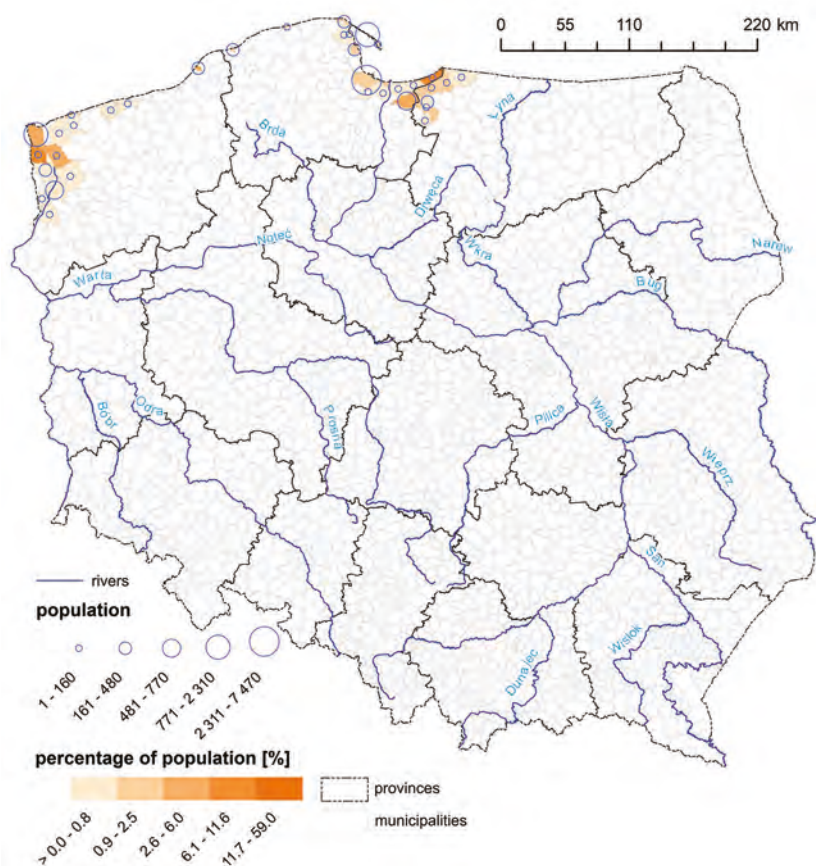 0 55 110 220 km
Brda
Łyna
Drwęca
Noteć
Wkra
Narew
Warta
Bug
Bo'br
Odra
Prosna
Pilica
Wisła
Wieprz
San
Wisłok
Dunajec
rivers
population
1 - 160
161 - 480
481 - 770
771 - 2 310
2 311 - 7 470
percentage of population [%]
> 0.0 - 0.8
0.9 - 2.5
2.6 - 6.0
6.1 - 11.6
11.7 - 59.0
provinces
municipalities